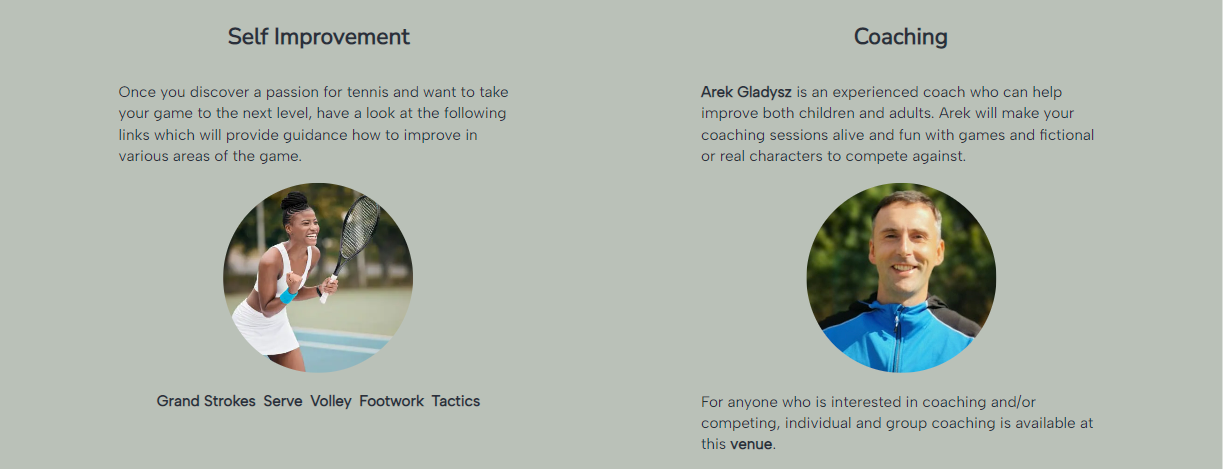 Self Improvement
Once you discover a passion for tennis and want to take
your game to the next level, have a look at the following
links which will provide guidance how to improve in
various areas of the game.
Grand Strokes Serve Volley Footwork Tactics
Coaching
Arek Gladysz is an experienced coach who can help
improve both children and adults. Arek will make your
coaching sessions alive and fun with games and fictional
or real characters to compete against.
For anyone who is interested in coaching and/or
competing, individual and group coaching is available at
this venue.